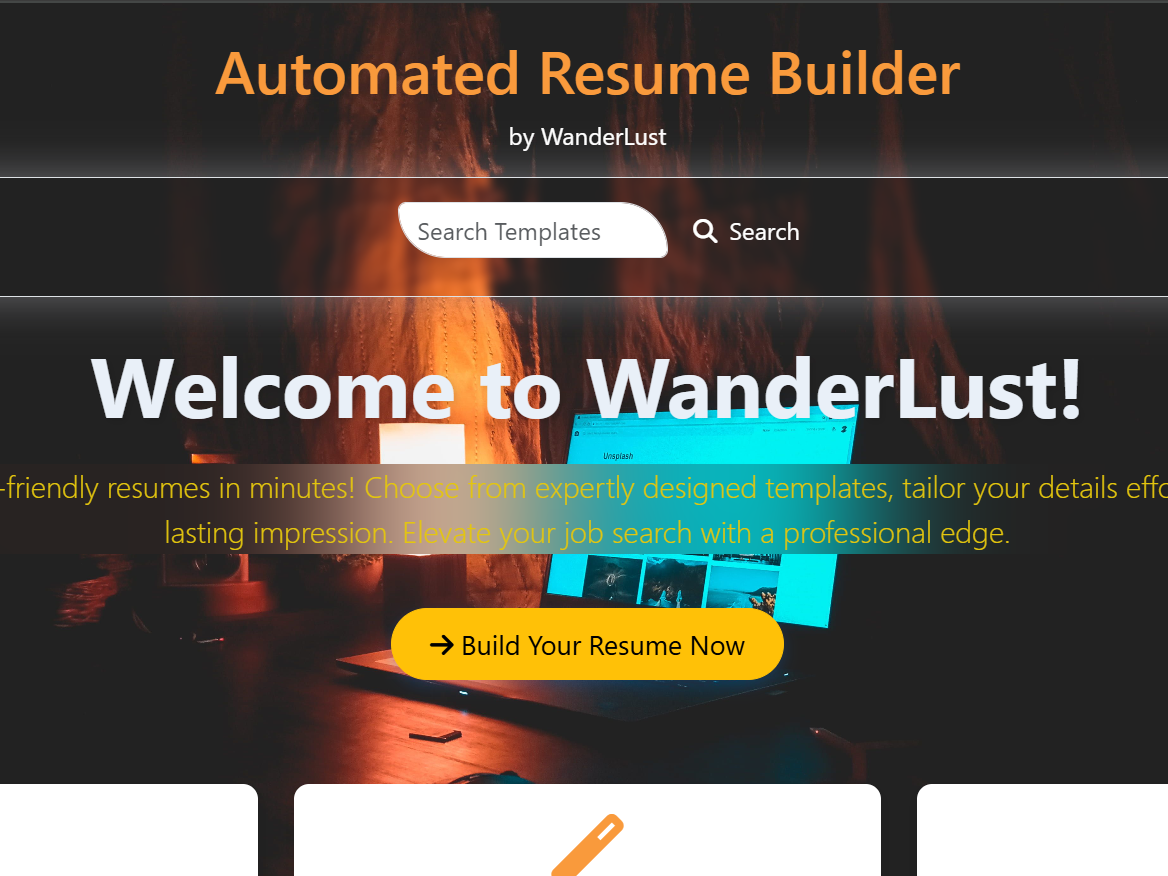 Automated Resume Builder
by WanderLust
Search Templates
Search
Welcome to WanderLust!
Unsplash
-friendly resumes in minutes! Choose from expertly designed templates, tailor your details
lasting impression. Elevate your job search with a professional edge.
Build Your Resume Now